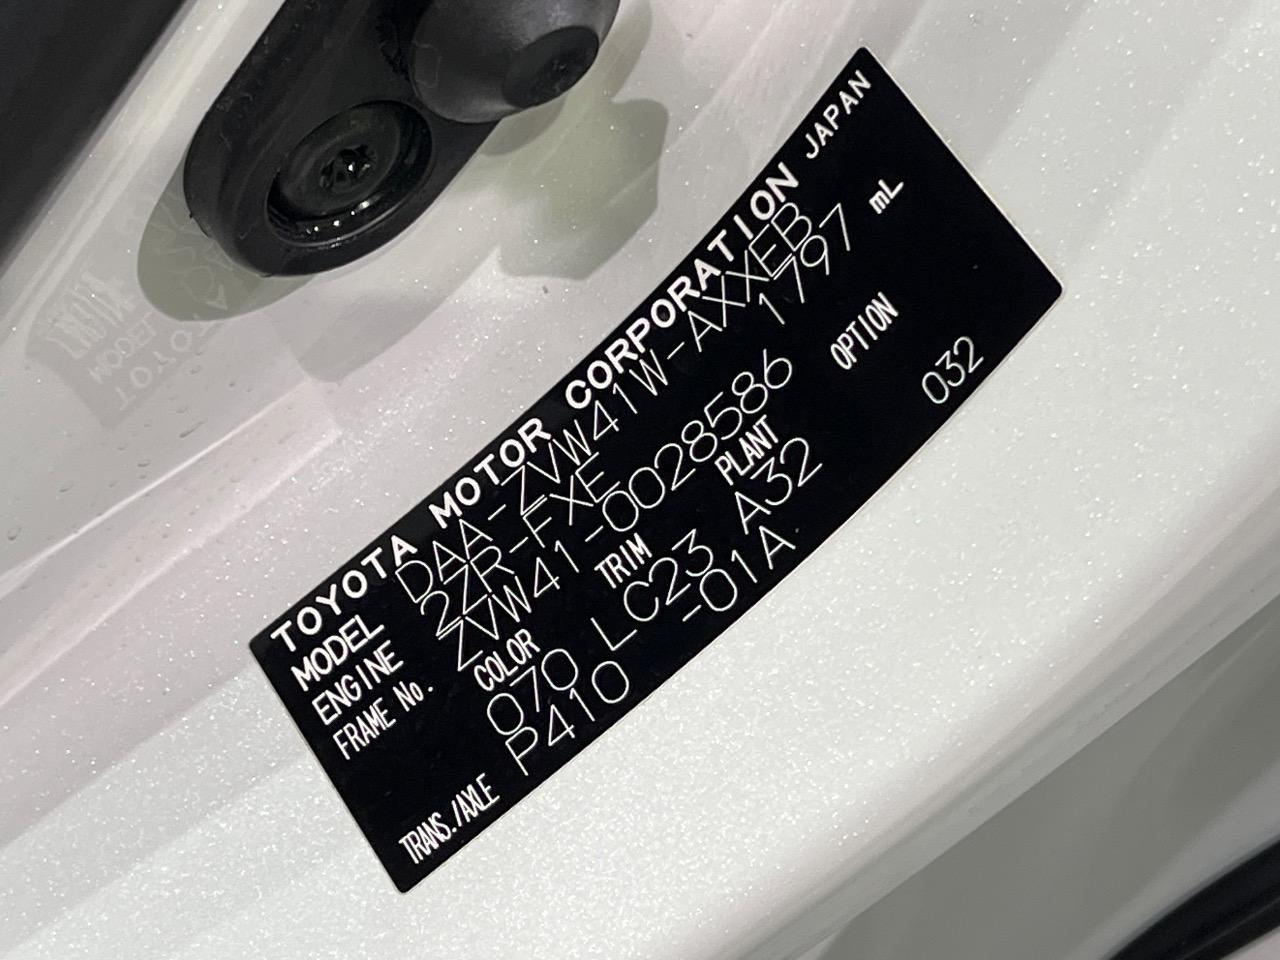 TOYOTA MOTOR CORPORATION JAPAN
MODEL DAA-ZVW41W-AXXEB
ENGINE 2ZR-FXE 1797 mL
FRAME No. ZVW41-0028586
COLOR TRIM PLANT OPTION
070 LC23 A32 032
TRANS./AXLE P410 -01A